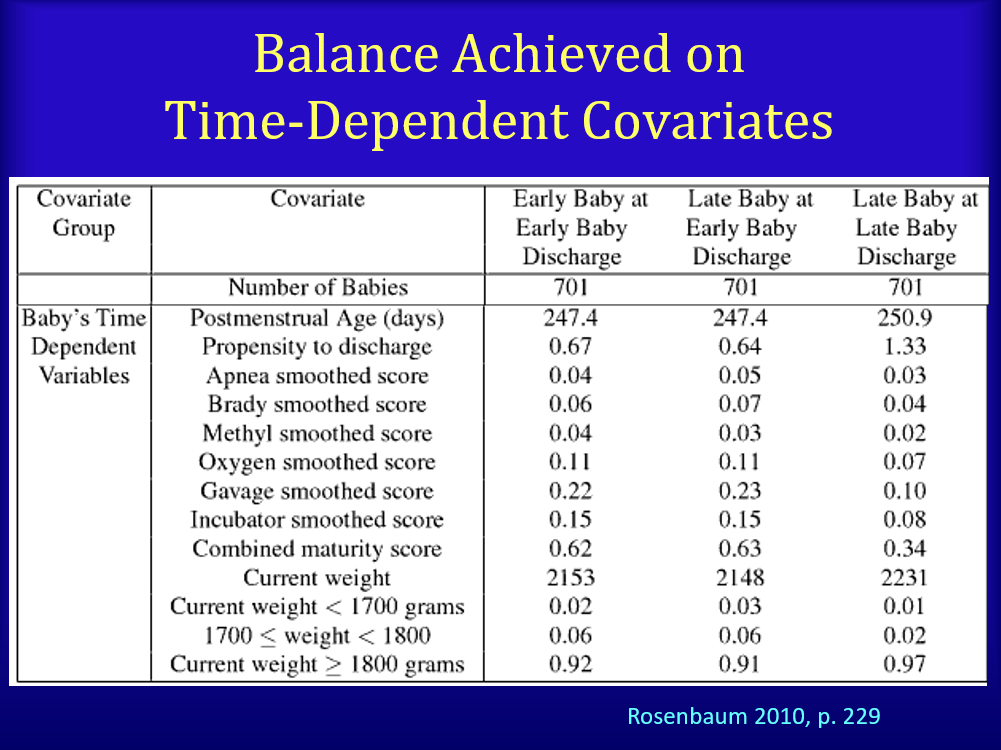 Balance Achieved on
Time-Dependent Covariates
Covariate Group Covariate Early Baby at Early Baby Discharge Late Baby at Early Baby Discharge Late Baby at Late Baby Discharge
Number of Babies 701 701 701
Baby's Time Postmenstrual Age (days) 247.4 247.4 250.9
Dependent Propensity to discharge 0.67 0.64 1.33
Variables Apnea smoothed score 0.04 0.05 0.03
Brady smoothed score 0.06 0.07 0.04
Methyl smoothed score 0.04 0.03 0.02
Oxygen smoothed score 0.11 0.11 0.07
Gavage smoothed score 0.22 0.23 0.10
Incubator smoothed score 0.15 0.15 0.08
Combined maturity score 0.62 0.63 0.34
Current weight 2153 2148 2231
Current weight < 1700 grams 0.02 0.03 0.01
1700 ≤ weight < 1800 0.06 0.06 0.02
Current weight ≥ 1800 grams 0.92 0.91 0.97
Rosenbaum 2010, p. 229